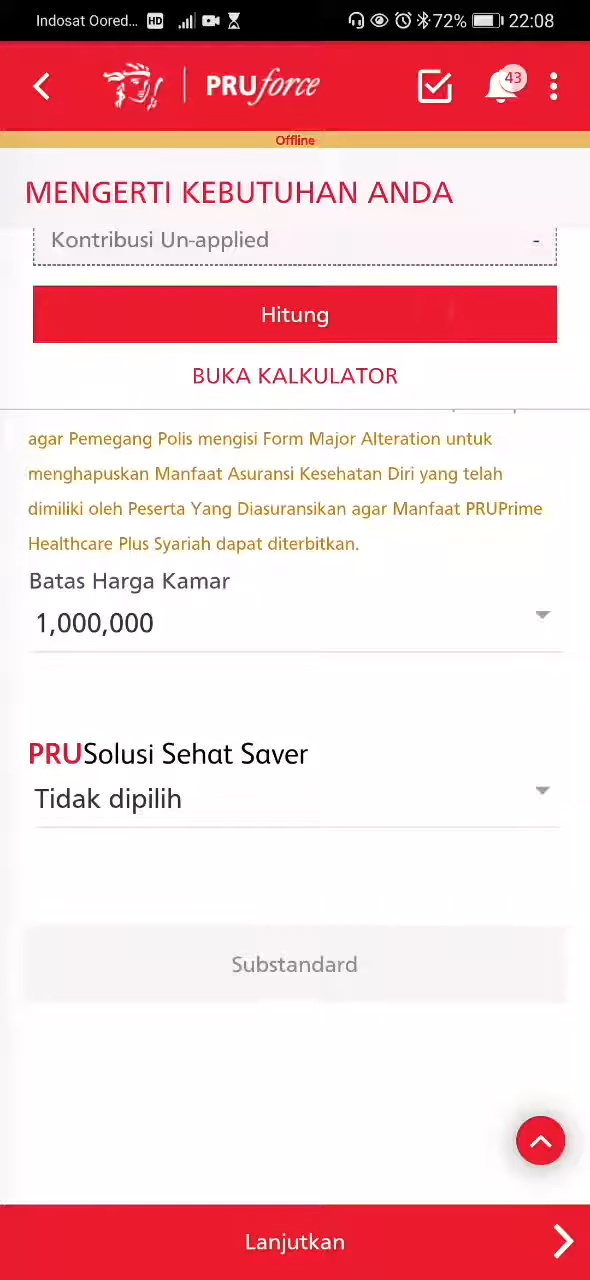 Indosat Oored... HD 72% 22:08
PRUforce 43
Offline
MENGERTI KEBUTUHAN ANDA
Kontribusi Un-applied -
Hitung
BUKA KALKULATOR
agar Pemegang Polis mengisi Form Major Alteration untuk
menghapuskan Manfaat Asuransi Kesehatan Diri yang telah
dimiliki oleh Peserta Yang Diasuransikan agar Manfaat PRUPrime
Healthcare Plus Syariah dapat diterbitkan.
Batas Harga Kamar
1,000,000
PRUSolusi Sehat Saver
Tidak dipilih
Substandard
Lanjutkan